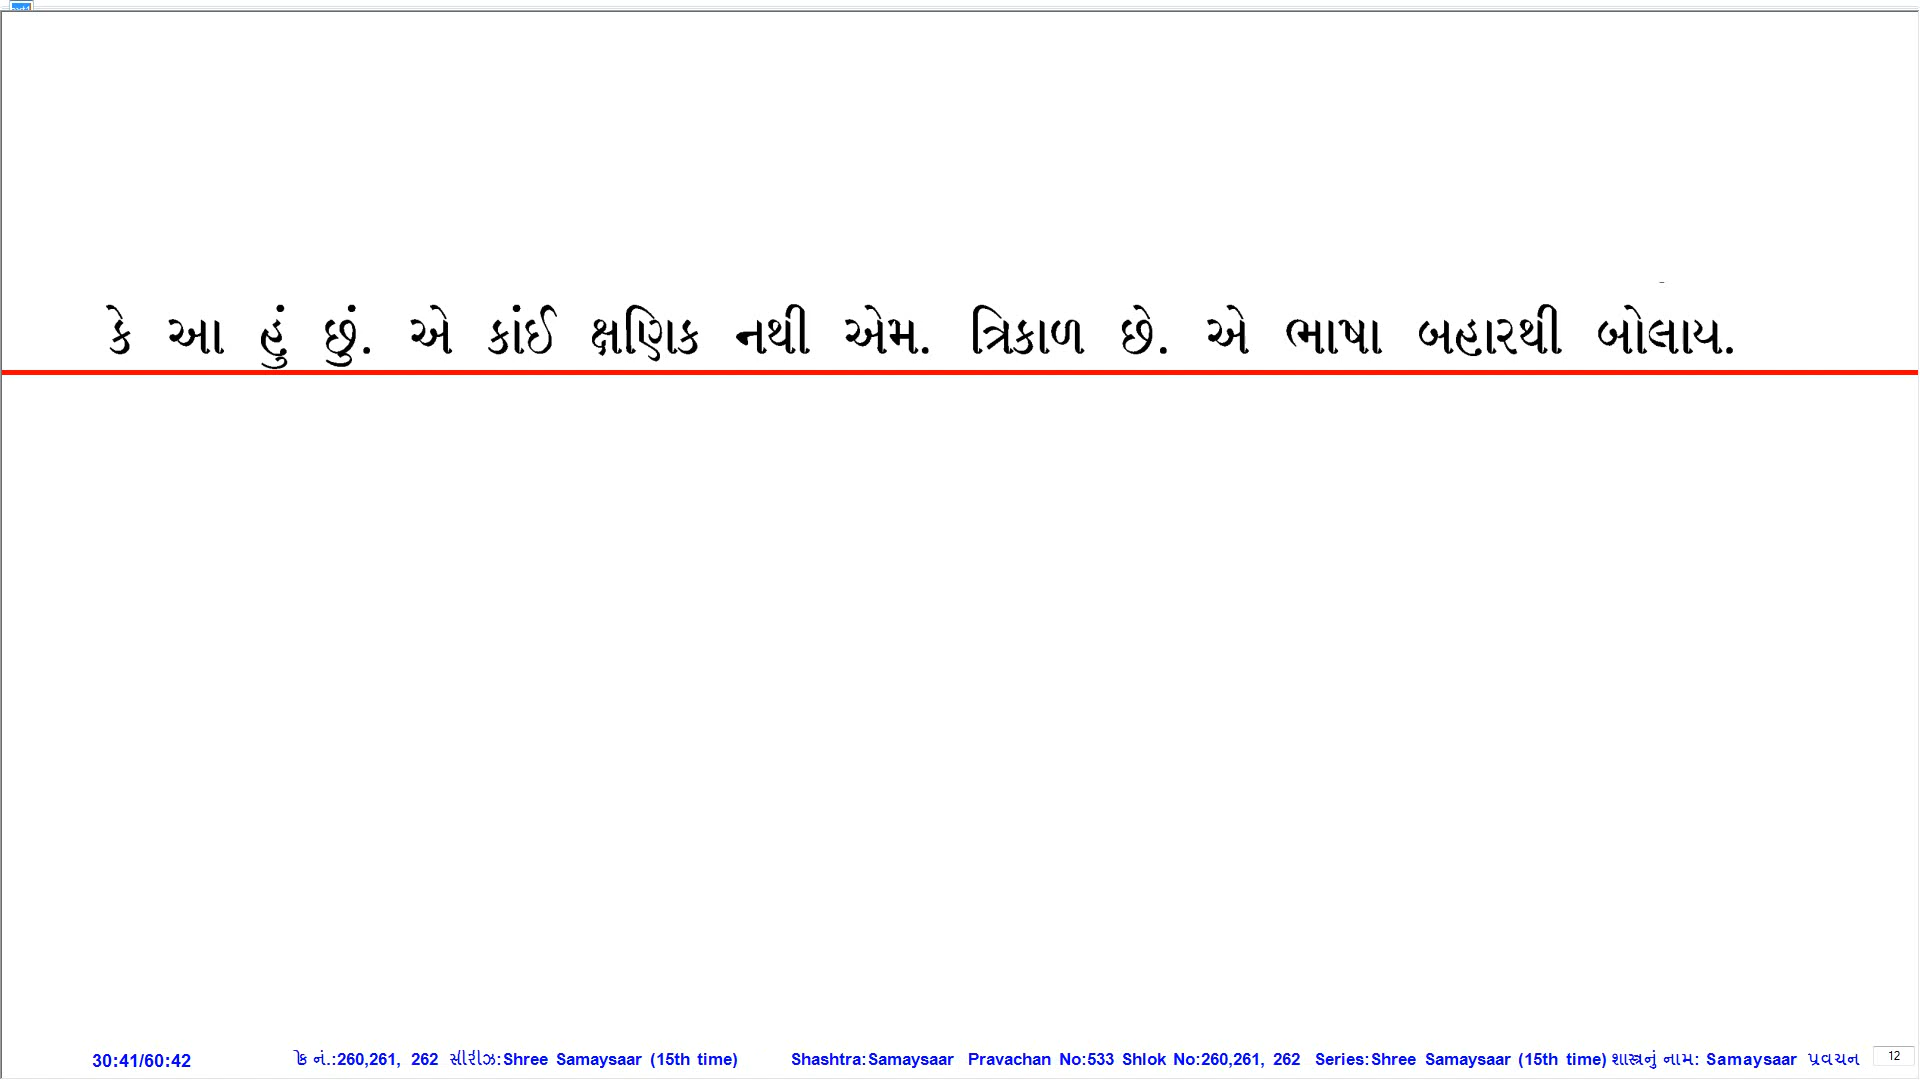 કે આ હું છું. એ કાંઈ ક્ષણિક નથી એમ. ત્રિકાળ છે. એ ભાષા બહારથી બોલાય.
30:41/60:42 નં.:260,261, 262 સીરીઝ:Shree Samaysaar (15th time) Shashtra:Samaysaar Pravachan No:533 Shlok No:260,261, 262 Series:Shree Samaysaar (15th time) શાસ્ત્રનું નામ: Samaysaar પ્રવચન 12